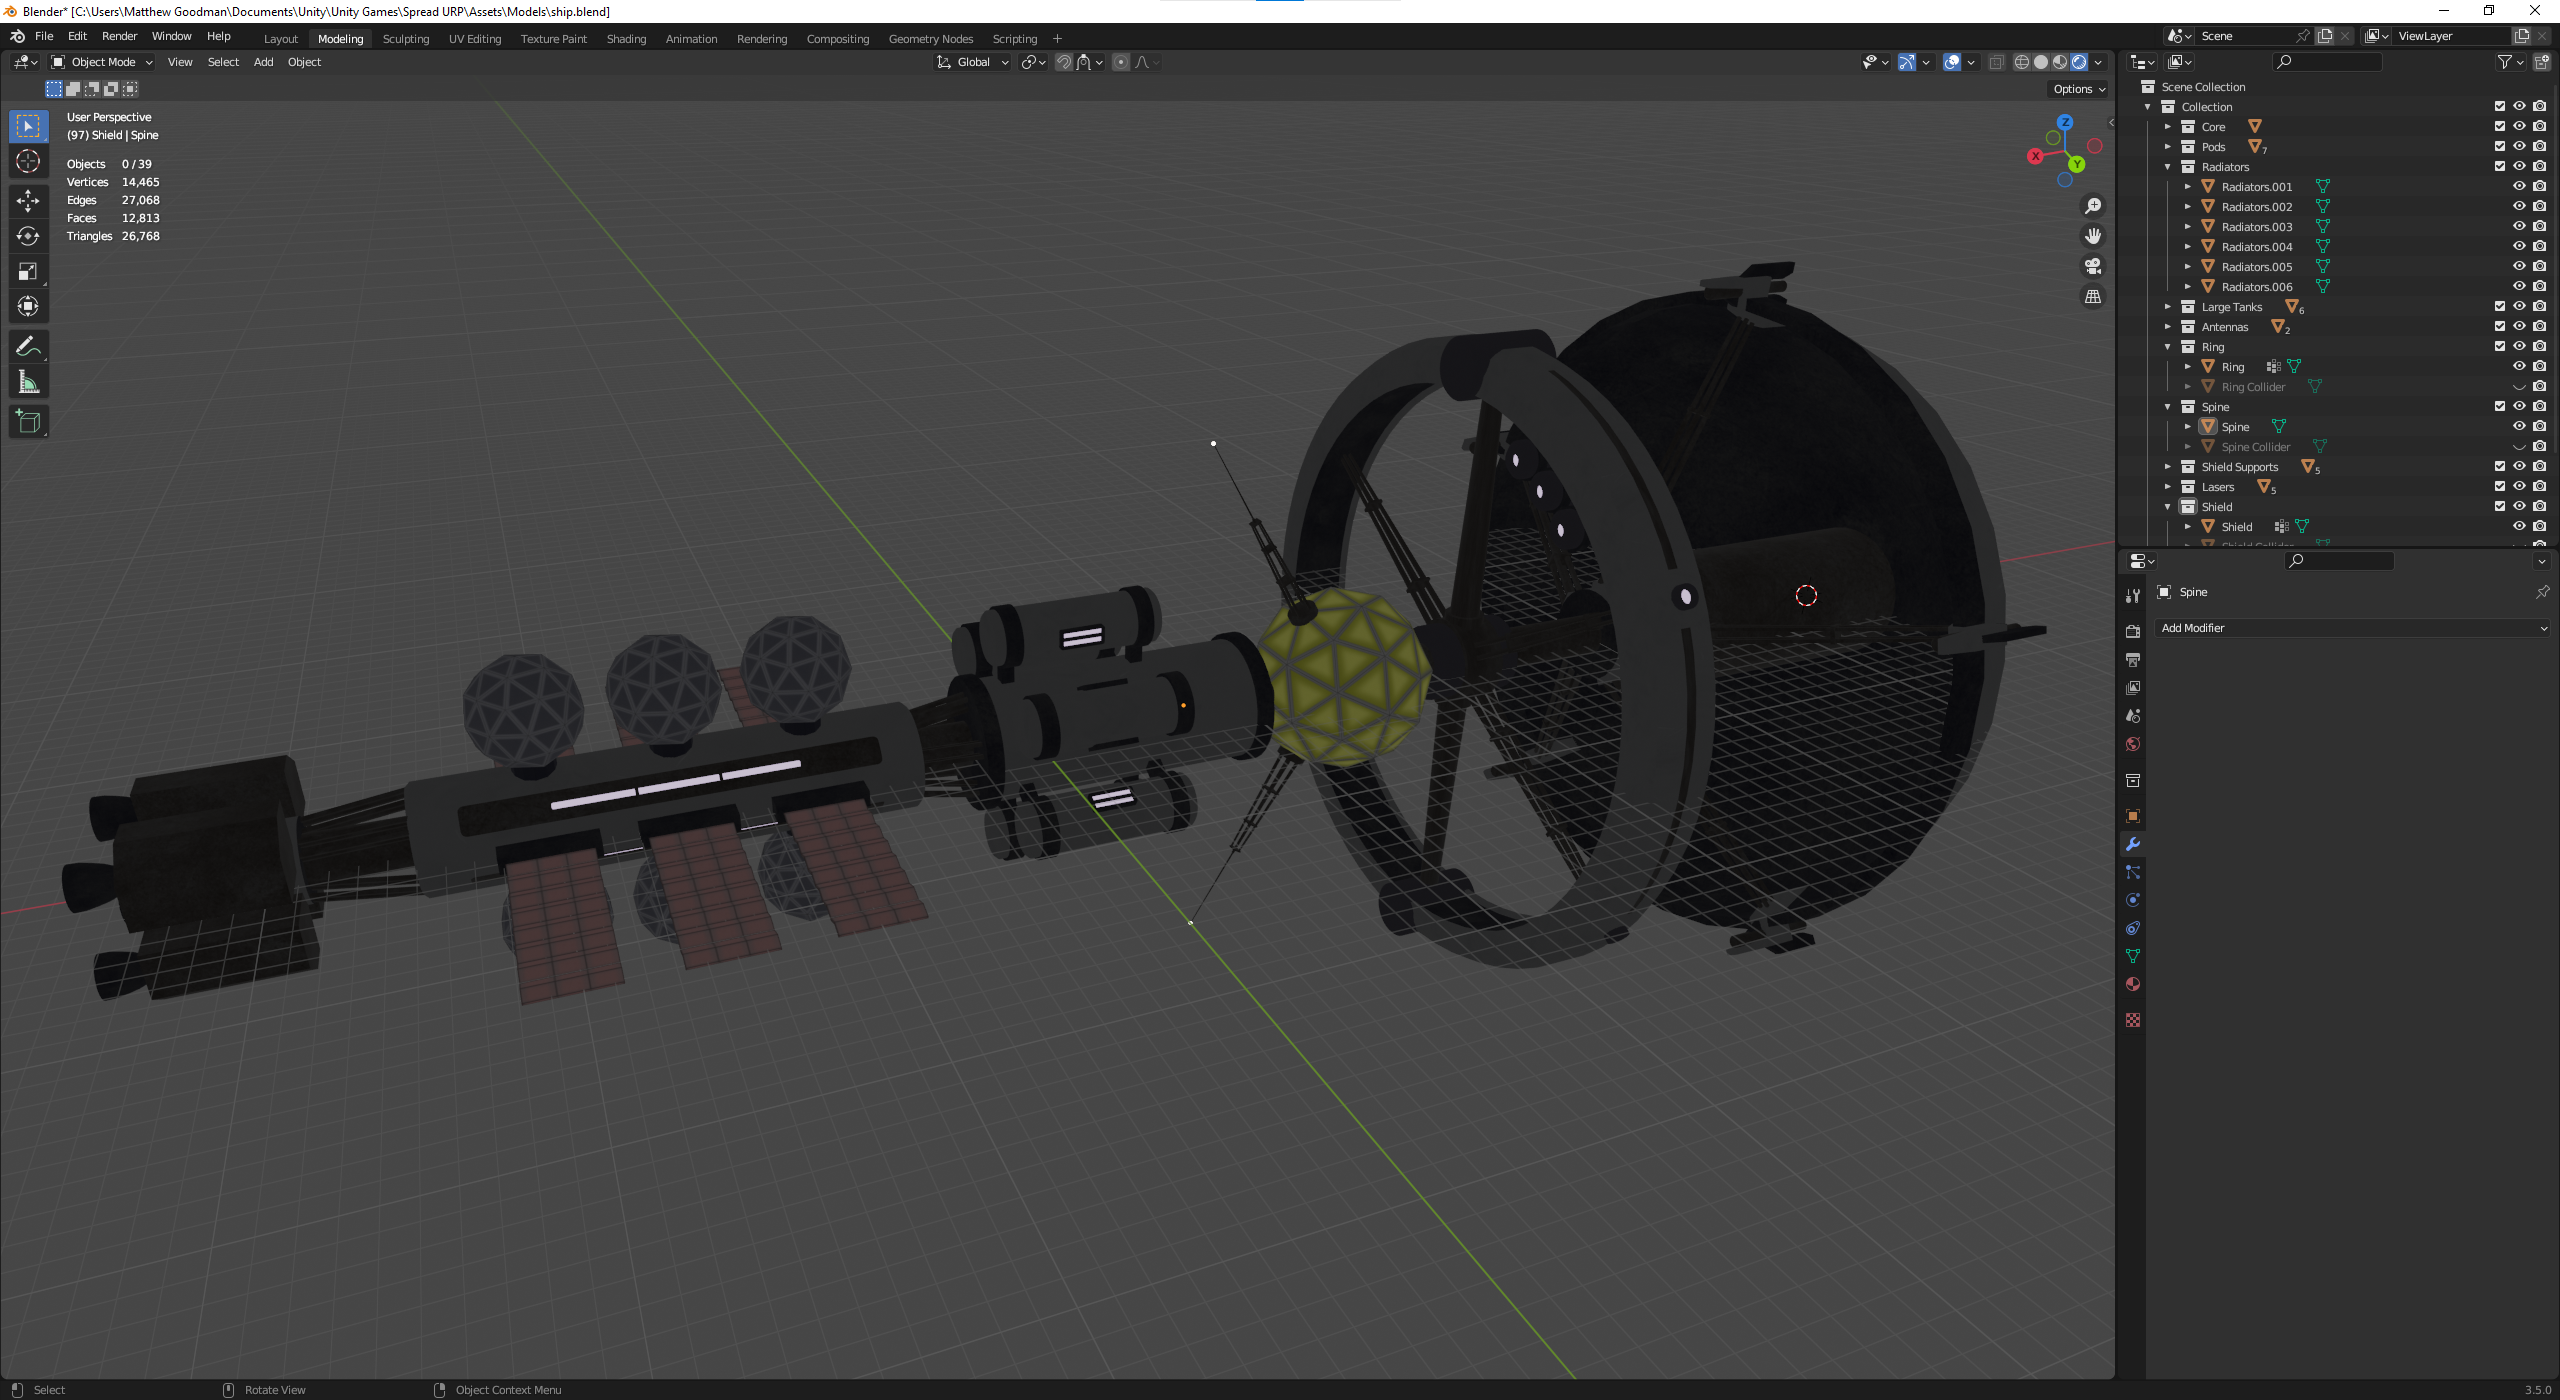 Blender* [C:\Users\Matthew Goodman\Documents\Unity\Unity Games\Spread URP\Assets\Models\ship.blend]
File Edit Render Window Help Layout Modeling Sculpting UV Editing Texture Paint Shading Animation Rendering Compositing Geometry Nodes Scripting + Scene ViewLayer
Object Mode View Select Add Object Global
Options
User Perspective
(97) Shield | Spine
Objects 0 / 39
Vertices 14,465
Edges 27,068
Faces 12,813
Triangles 26,768
Z
X
Y
Scene Collection
Collection
Core
Pods 7
Radiators
Radiators.001
Radiators.002
Radiators.003
Radiators.004
Radiators.005
Radiators.006
Large Tanks 6
Antennas 2
Ring
Ring
Ring Collider
Spine
Spine
Spine Collider
Shield Supports 5
Lasers 5
Shield
Shield
Shield Collider
Spine
Add Modifier
Select Rotate View Object Context Menu 3.5.0